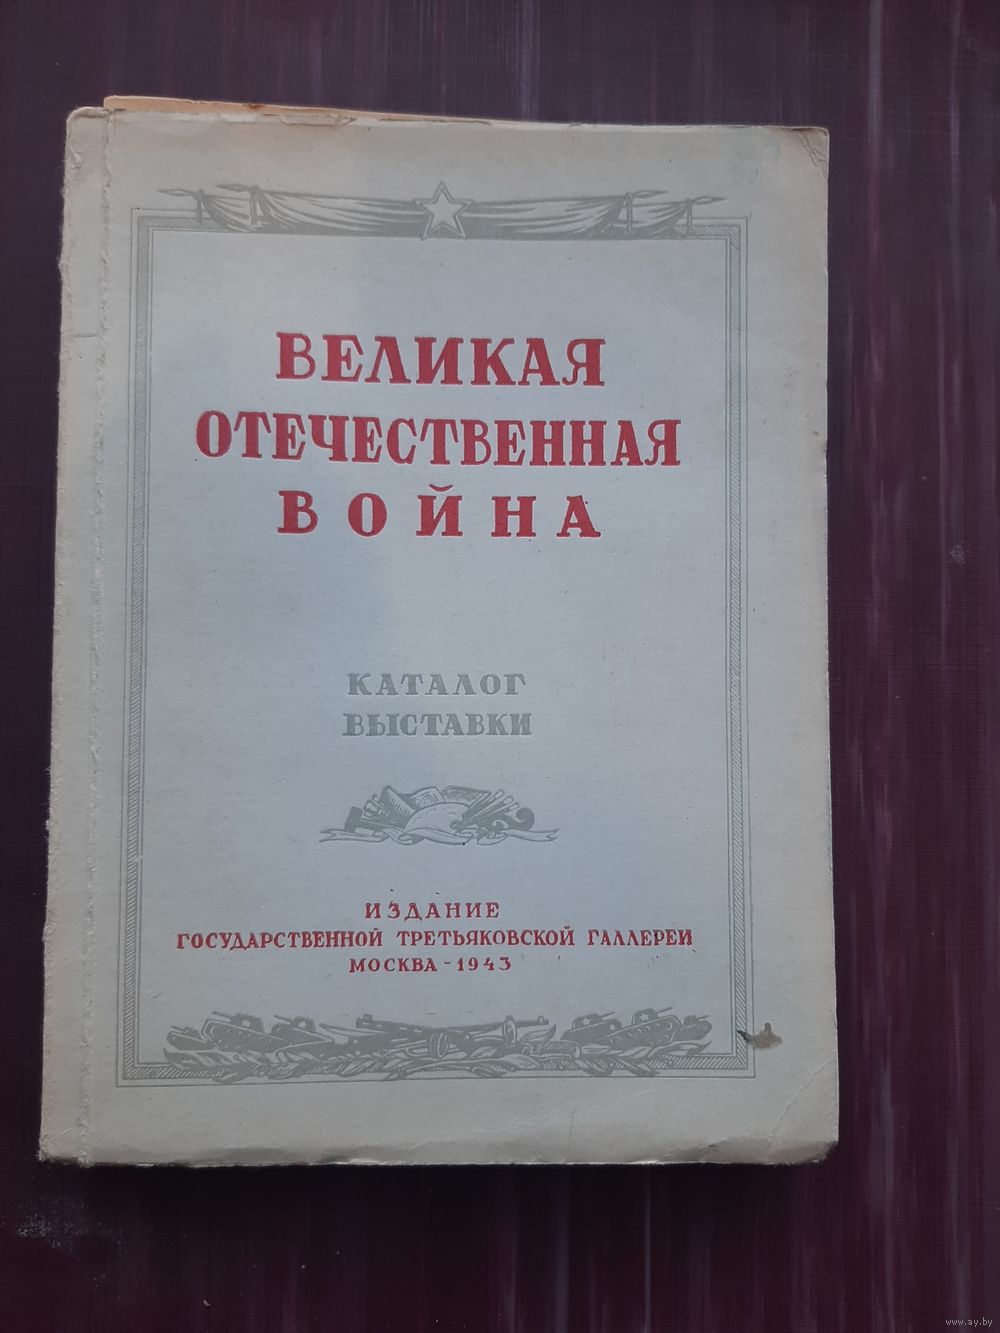 ВЕЛИКАЯ
ОТЕЧЕСТВЕННАЯ
ВОЙНА
КАТАЛОГ
ВЫСТАВКИ
ИЗДАНИЕ
ГОСУДАРСТВЕННОЙ ТРЕТЬЯКОВСКОЙ ГАЛЛЕРЕИ
МОСКВА - 1943
www.ay.by